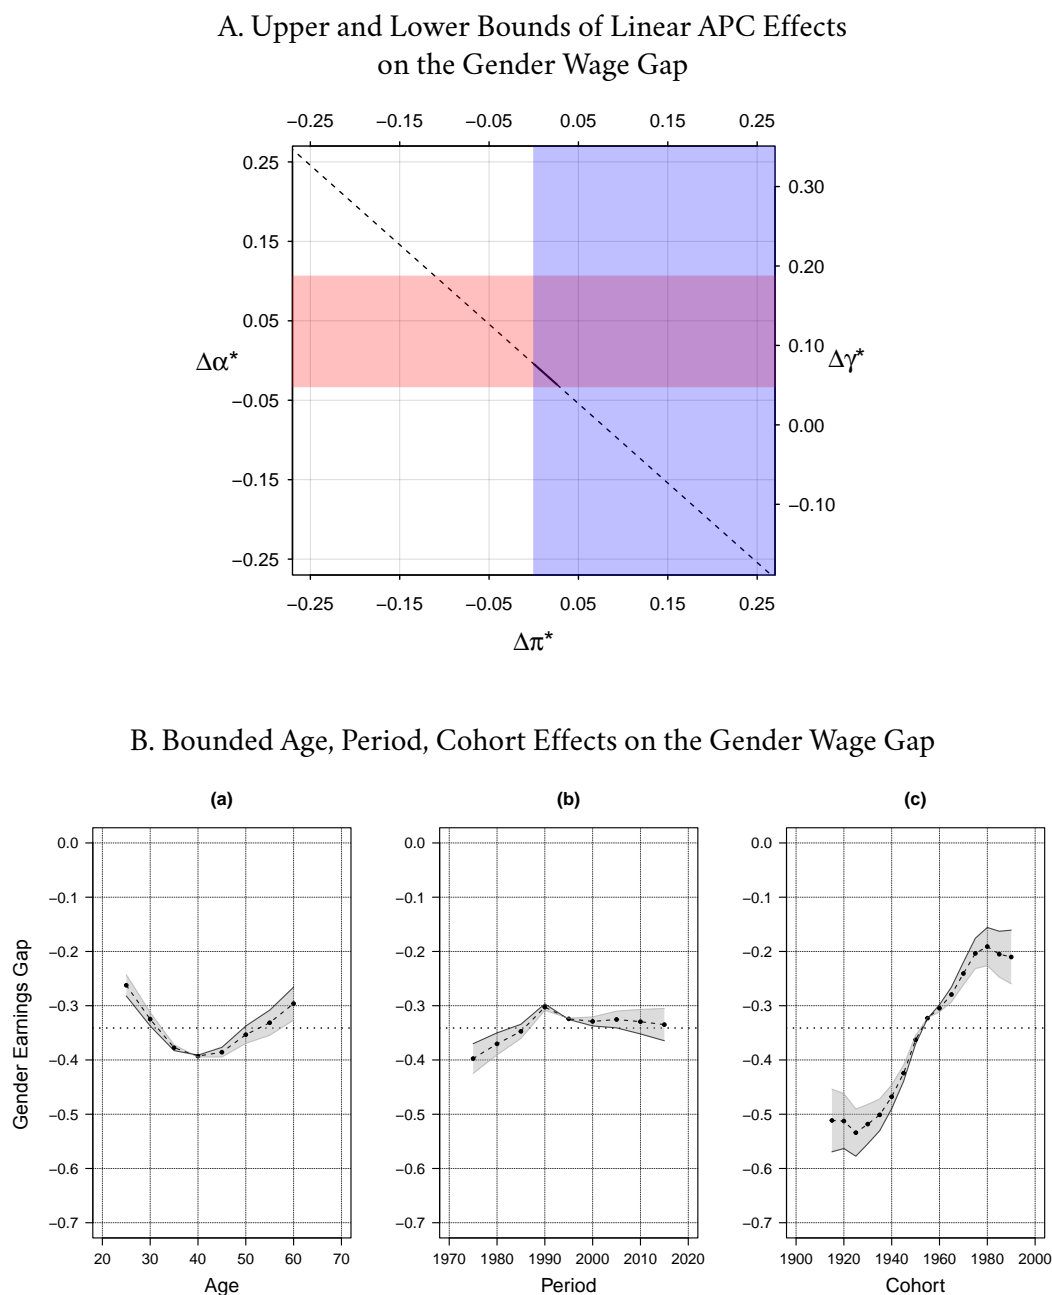 A. Upper and Lower Bounds of Linear APC Effects
on the Gender Wage Gap
−0.25 −0.15 −0.05 0.05 0.15 0.25
0.25
0.15
0.05
−0.05
−0.15
−0.25
Δα*
0.30
0.20
0.10
0.00
−0.10
Δγ*
−0.25 −0.15 −0.05 0.05 0.15 0.25
Δπ*
B. Bounded Age, Period, Cohort Effects on the Gender Wage Gap
(a)
Gender Earnings Gap
0.0
−0.1
−0.2
−0.3
−0.4
−0.5
−0.6
−0.7
20 30 40 50 60 70
Age
(b)
0.0
−0.1
−0.2
−0.3
−0.4
−0.5
−0.6
−0.7
1970 1980 1990 2000 2010 2020
Period
(c)
0.0
−0.1
−0.2
−0.3
−0.4
−0.5
−0.6
−0.7
1900 1920 1940 1960 1980 2000
Cohort